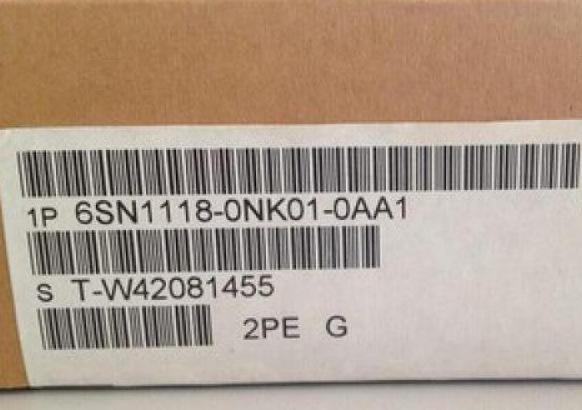 1P 6SN1118-0NK01-0AA1
S T-W42081455
2PE G